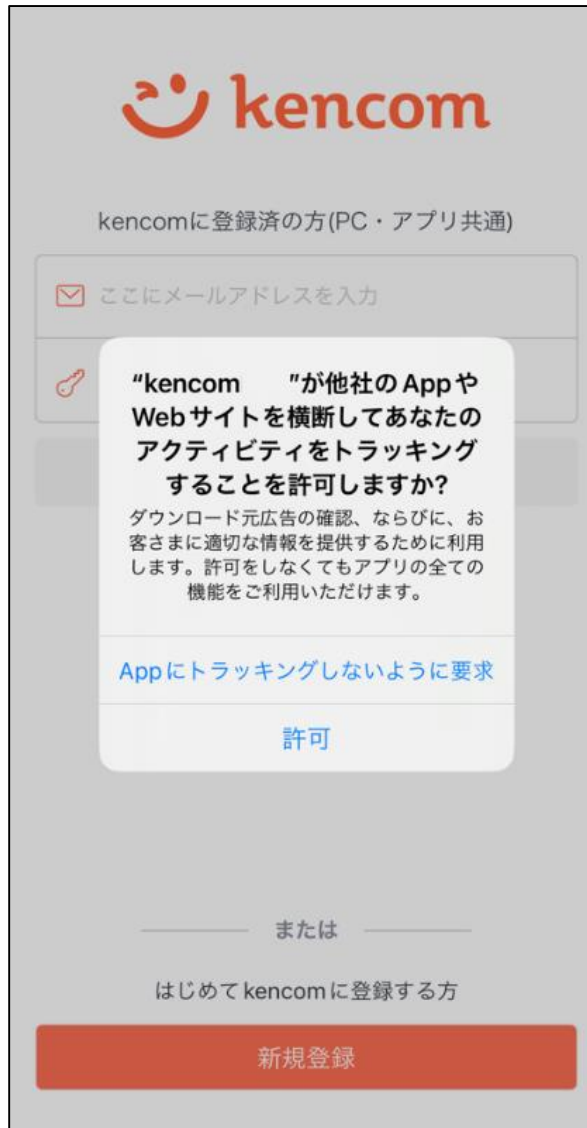 kencom
kencomに登録済の方(PC・アプリ共通)
ここにメールアドレスを入力
“kencom　　”が他社のAppや
Webサイトを横断してあなたの
アクティビティをトラッキング
することを許可しますか?
ダウンロード元広告の確認、ならびに、お
客さまに適切な情報を提供するために利用
します。許可をしなくてもアプリの全ての
機能をご利用いただけます。
Appにトラッキングしないように要求
許可
または
はじめてkencomに登録する方
新規登録